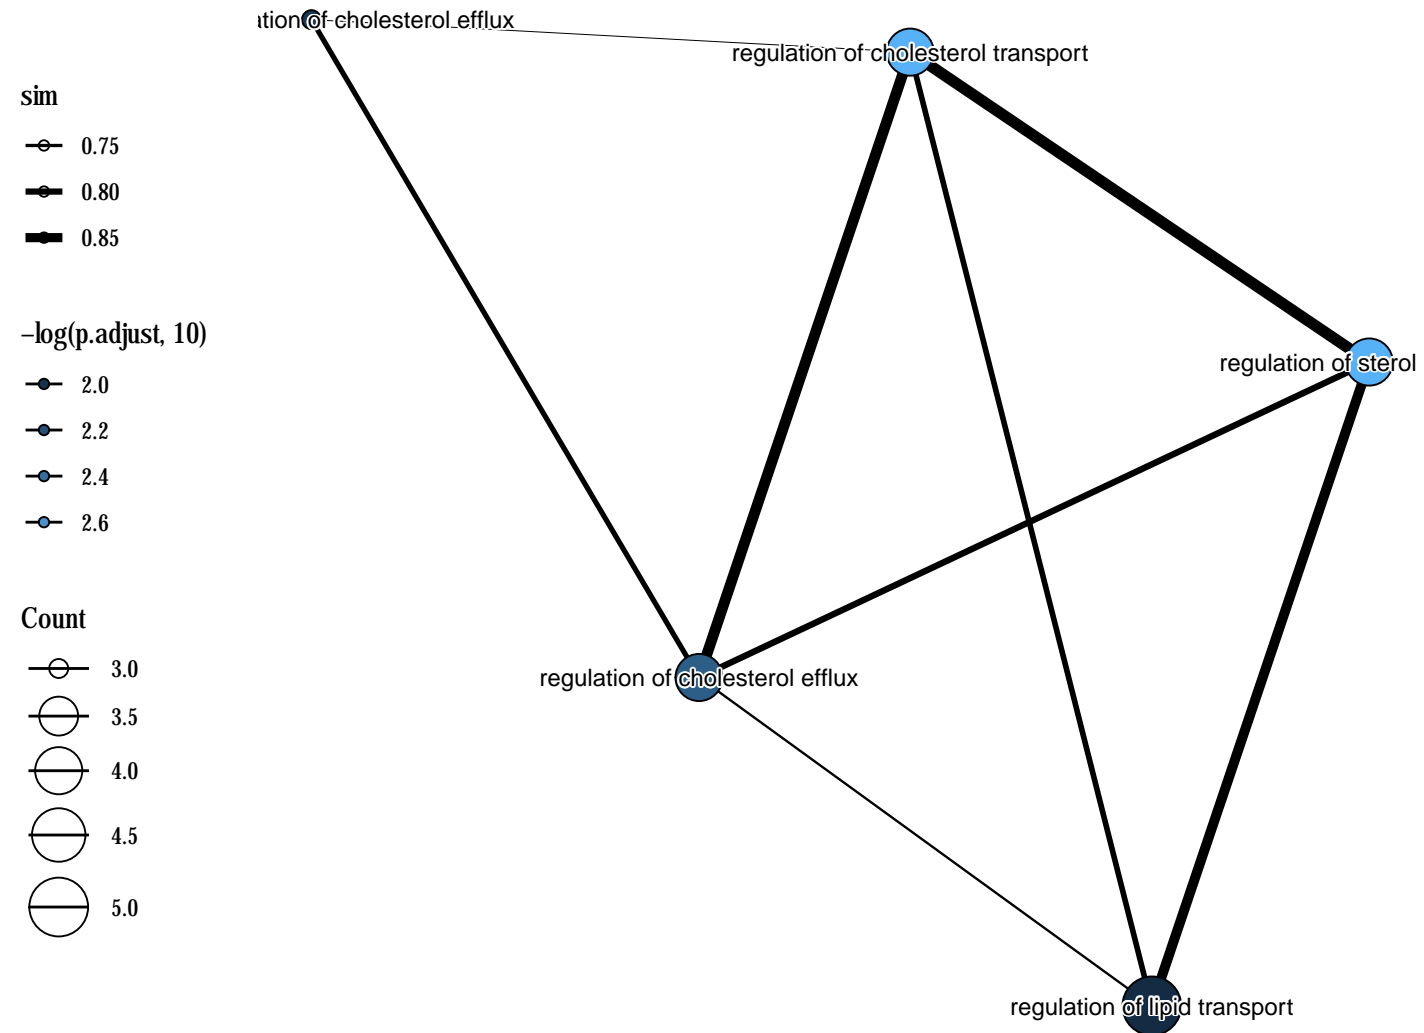 ation of cholesterol efflux
regulation of cholesterol transport
sim
0.75
0.80
0.85
–log(p.adjust, 10)
2.0
2.2
2.4
2.6
regulation of sterol
Count
3.0
3.5
4.0
4.5
5.0
regulation of cholesterol efflux
regulation of lipid transport